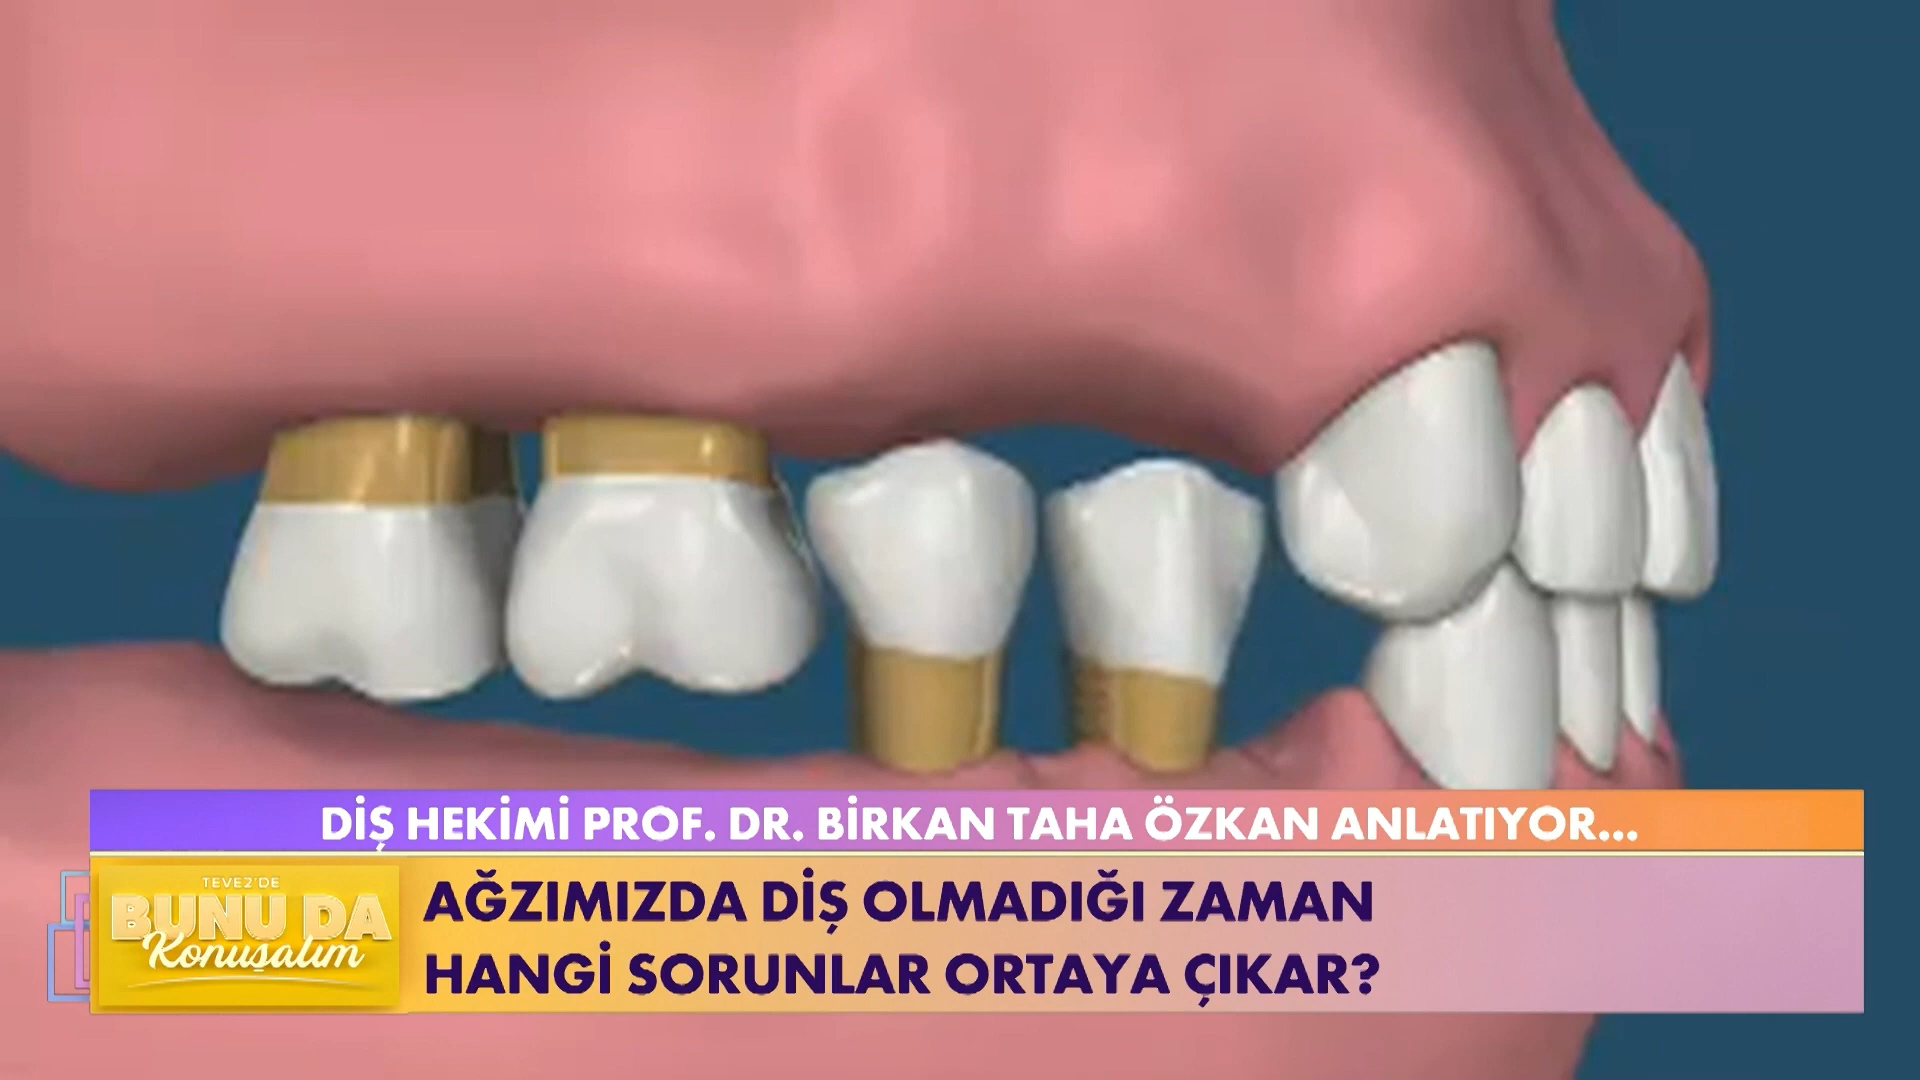 DİŞ HEKİMİ PROF. DR. BİRKAN TAHA ÖZKAN ANLATIYOR...
TEVE2'DE
BUNU DA
Konuşalım
AĞZIMIZDA DİŞ OLMADIĞI ZAMAN
HANGİ SORUNLAR ORTAYA ÇIKAR?